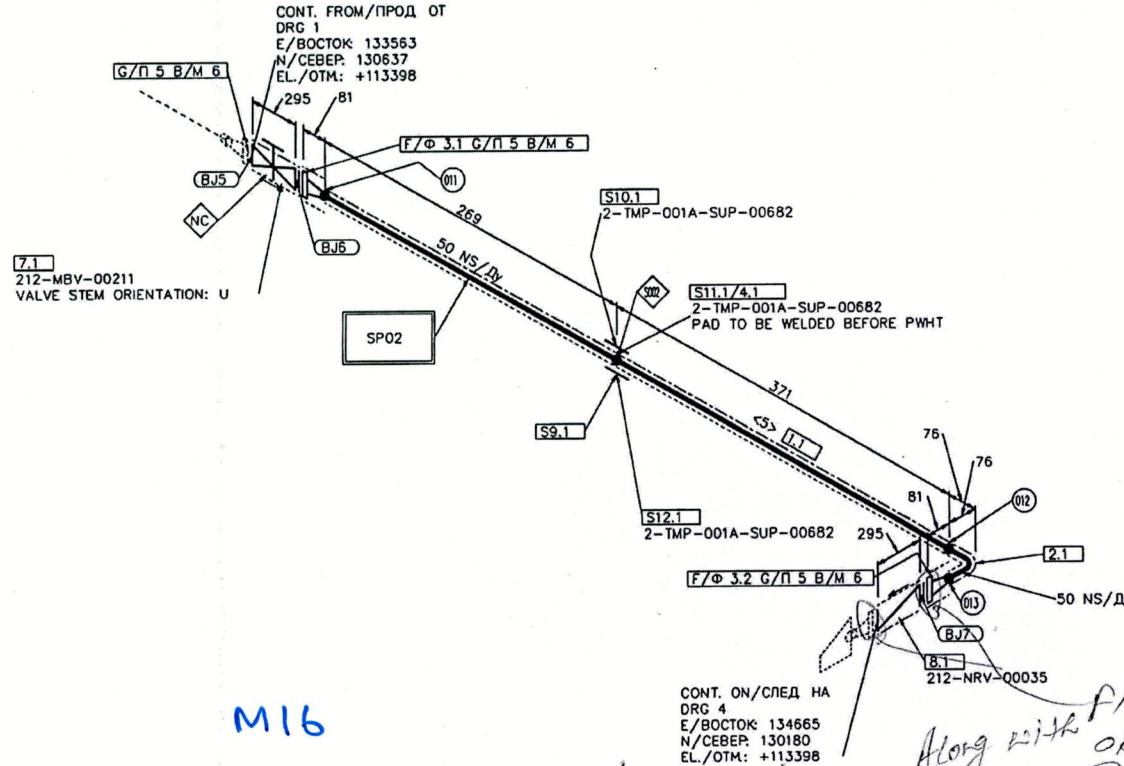 CONT. FROM/ПРОД ОТ
DRG 1
E/ВОСТОК: 133563
N/СЕВЕР: 130637
EL./ОТМ: +113398
G/П 5 B/M 6
295
81
F/Ф 3.1 G/П 5 B/M 6
BJ5
011
269
NC
BJ6
50 NS/Ду
S10.1
2-TMP-001A-SUP-00682
7.1
212-MBV-00211
VALVE STEM ORIENTATION: U
S002
S11.1/4.1
2-TMP-001A-SUP-00682
PAD TO BE WELDED BEFORE PWHT
SP02
371
S9.1
<5> 1.1
76
76
81
012
S12.1
2-TMP-001A-SUP-00682
295
2.1
F/Ф 3.2 G/П 5 B/M 6
013
50 NS/Д
BJ7
8.1
212-NRV-00035
CONT. ON/СЛЕД НА
DRG 4
E/ВОСТОК: 134665
N/СЕВЕР: 130180
EL./ОТМ: +113398
M16
Along with F/